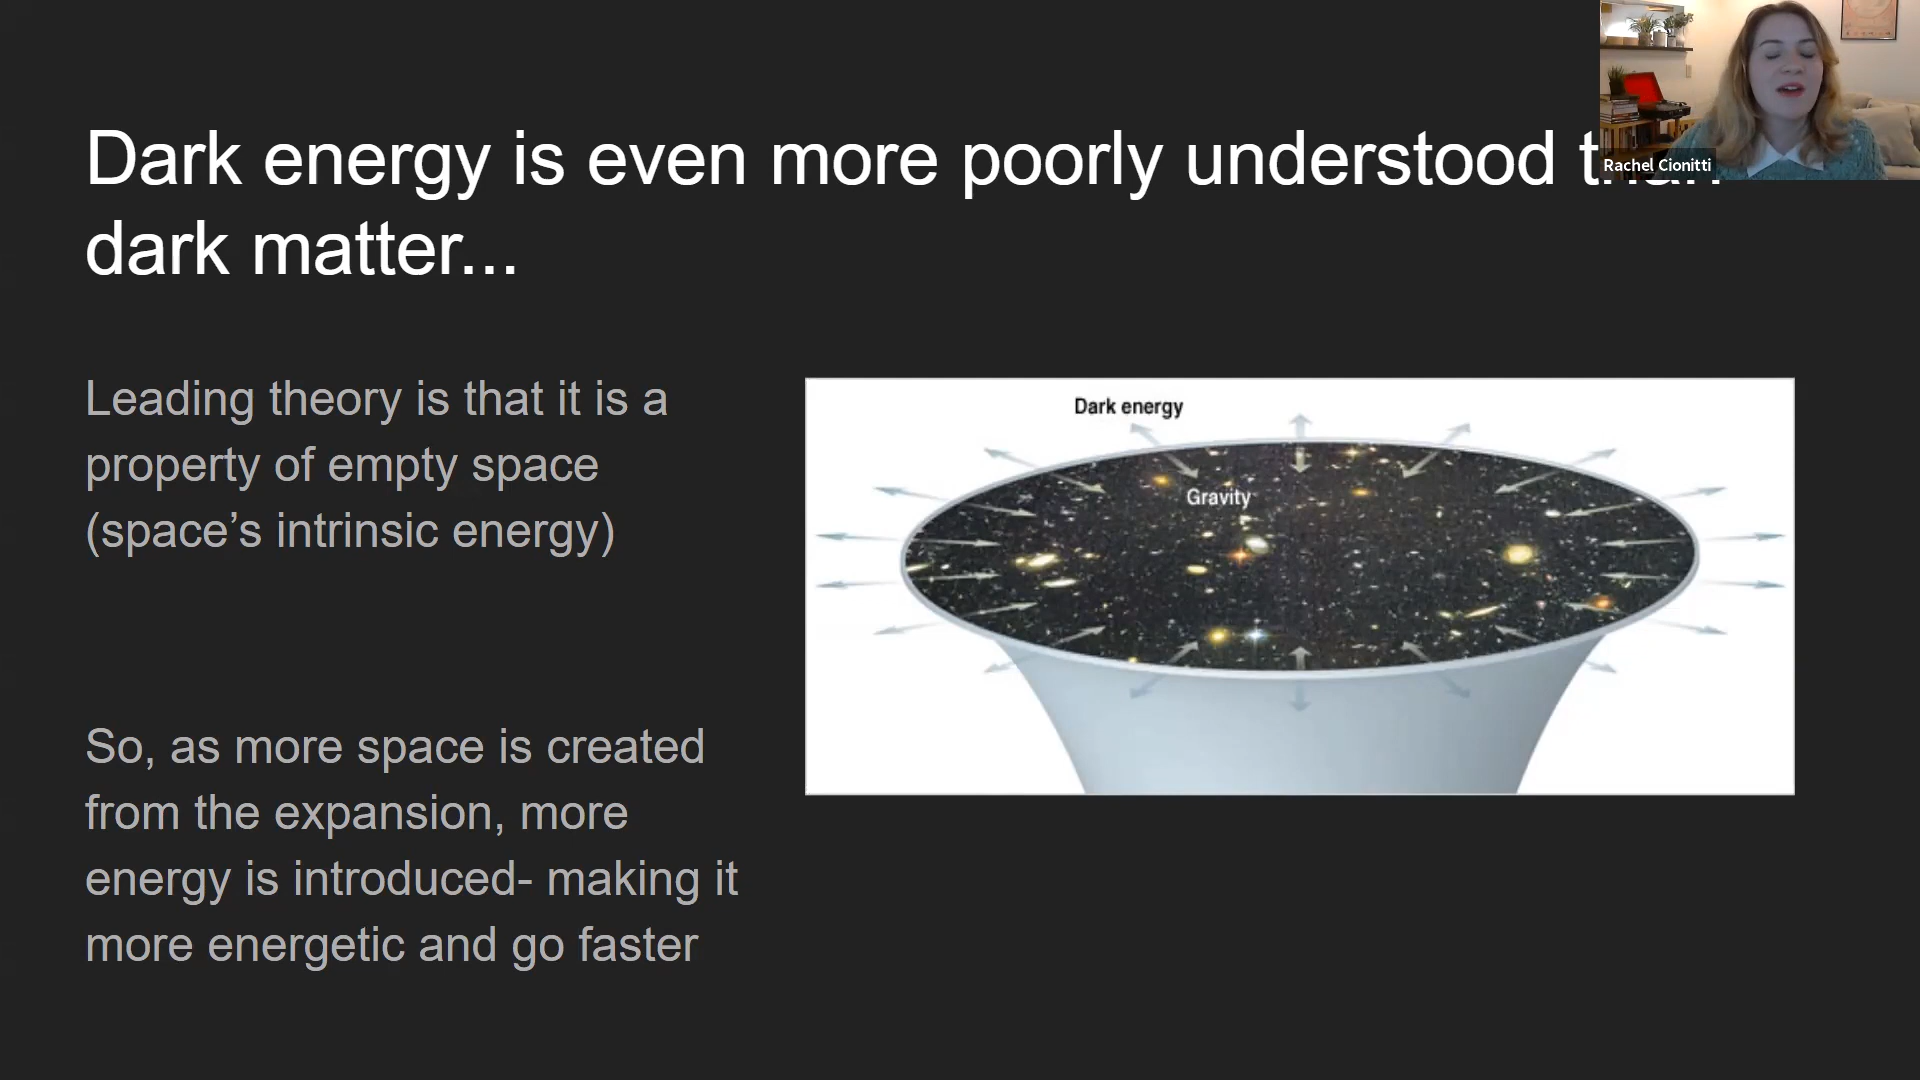 Dark energy is even more poorly understood than
dark matter...
Rachel Cionitti
Leading theory is that it is a
property of empty space
(space’s intrinsic energy)
So, as more space is created
from the expansion, more
energy is introduced- making it
more energetic and go faster
Dark energy
Gravity